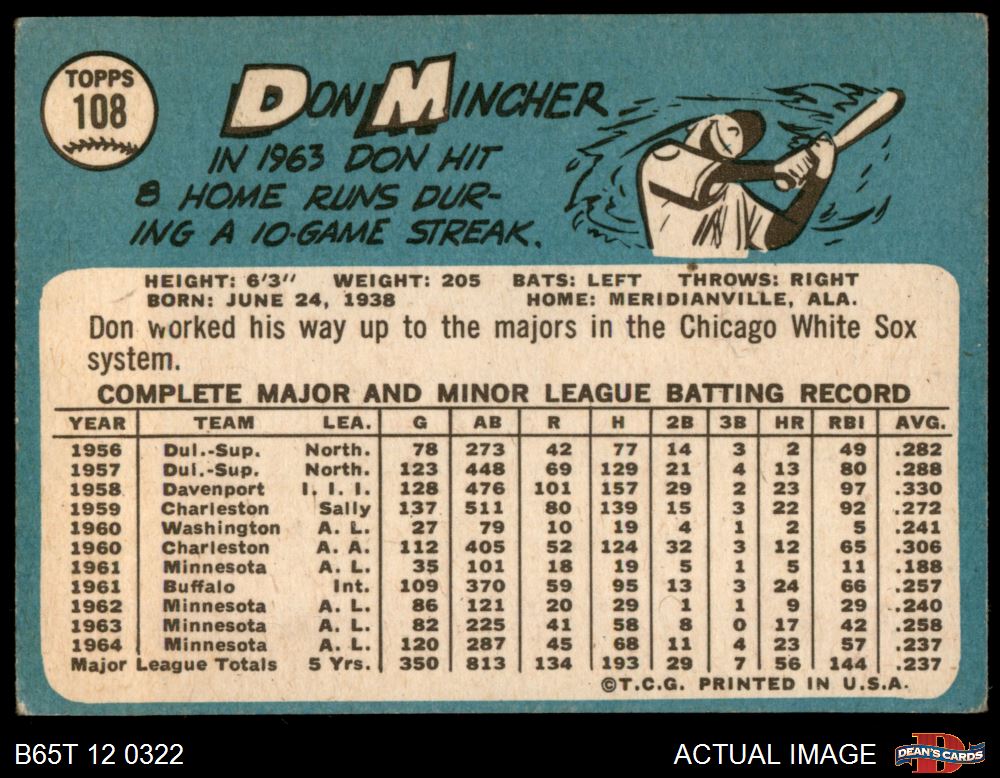 TOPPS
108
DON MINCHER
IN 1963 DON HIT
8 HOME RUNS DUR-
ING A 10-GAME STREAK.
HEIGHT: 6'3" WEIGHT: 205 BATS: LEFT THROWS: RIGHT
BORN: JUNE 24, 1938 HOME: MERIDIANVILLE, ALA.
Don worked his way up to the majors in the Chicago White Sox
system.
COMPLETE MAJOR AND MINOR LEAGUE BATTING RECORD
YEAR TEAM LEA. G AB R H 2B 3B HR RBI AVG.
1956 Dul.-Sup. North. 78 273 42 77 14 3 2 49 .282
1957 Dul.-Sup. North. 123 448 69 129 21 4 13 80 .288
1958 Davenport I. I. I. 128 476 101 157 29 2 23 97 .330
1959 Charleston Sally 137 511 80 139 15 3 22 92 .272
1960 Washington A. L. 27 79 10 19 4 1 2 5 .241
1960 Charleston A. A. 112 405 52 124 32 3 12 65 .306
1961 Minnesota A. L. 35 101 18 19 5 1 5 11 .188
1961 Buffalo Int. 109 370 59 95 13 3 24 66 .257
1962 Minnesota A. L. 86 121 20 29 1 1 9 29 .240
1963 Minnesota A. L. 82 225 41 58 8 0 17 42 .258
1964 Minnesota A. L. 120 287 45 68 11 4 23 57 .237
Major League Totals 5 Yrs. 350 813 134 193 29 7 56 144 .237
©T.C.G. PRINTED IN U.S.A.
B65T 12 0322 ACTUAL IMAGE
DEAN'S CARDS